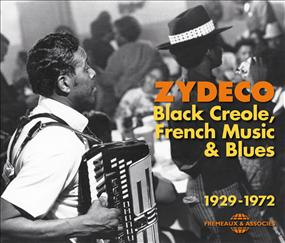 ZYDECO
Black Creole,
French Music
& Blues
1929-1972
FREMEAUX & ASSOCIES